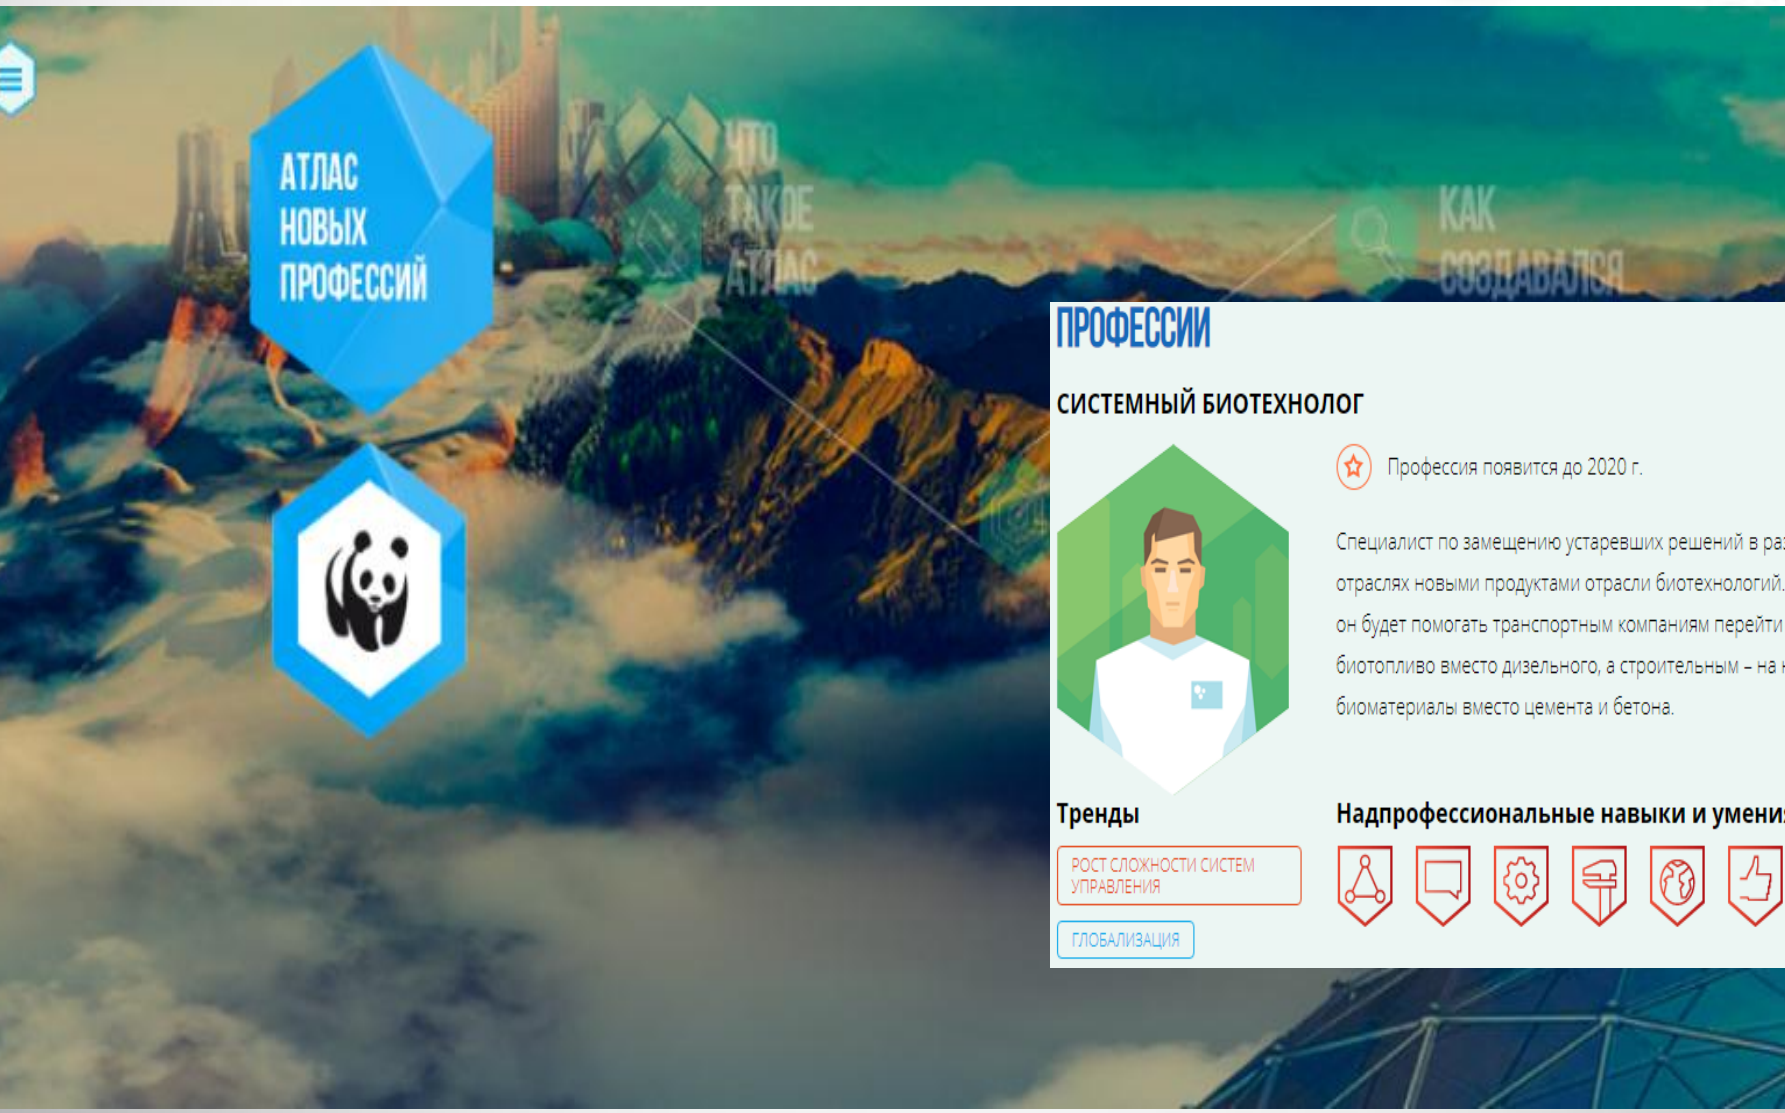 АТЛАС
НОВЫХ
ПРОФЕССИЙ
ЧТО
ТАКОЕ
АТЛАС
КАК
СОЗДАВАЛСЯ
ПРОФЕССИИ
СИСТЕМНЫЙ БИОТЕХНОЛОГ
Профессия появится до 2020 г.
Специалист по замещению устаревших решений в раз
отраслях новыми продуктами отрасли биотехнологий.
он будет помогать транспортным компаниям перейти
биотопливо вместо дизельного, а строительным – на
биоматериалы вместо цемента и бетона.
Тренды
РОСТ СЛОЖНОСТИ СИСТЕМ
УПРАВЛЕНИЯ
ГЛОБАЛИЗАЦИЯ
Надпрофессиональные навыки и умения